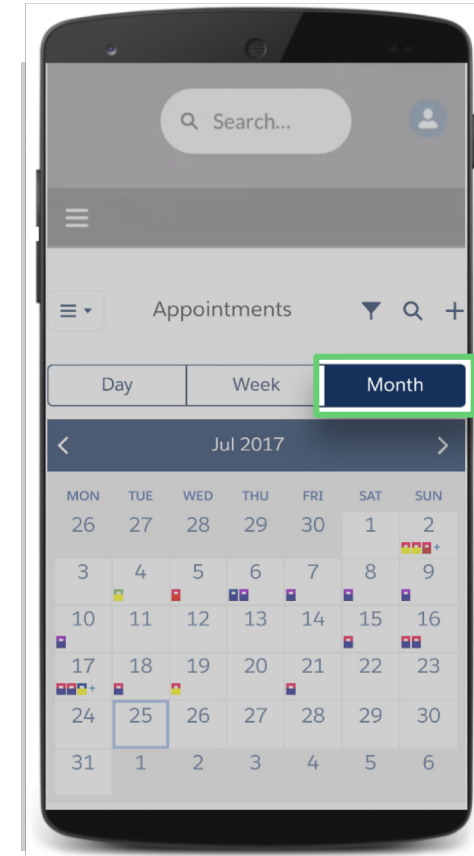 Search...
Appointments
Day Week Month
Jul 2017
MON TUE WED THU FRI SAT SUN
26 27 28 29 30 1 2
+
3 4 5 6 7 8 9
10 11 12 13 14 15 16
17 18 19 20 21 22 23
+
24 25 26 27 28 29 30
31 1 2 3 4 5 6